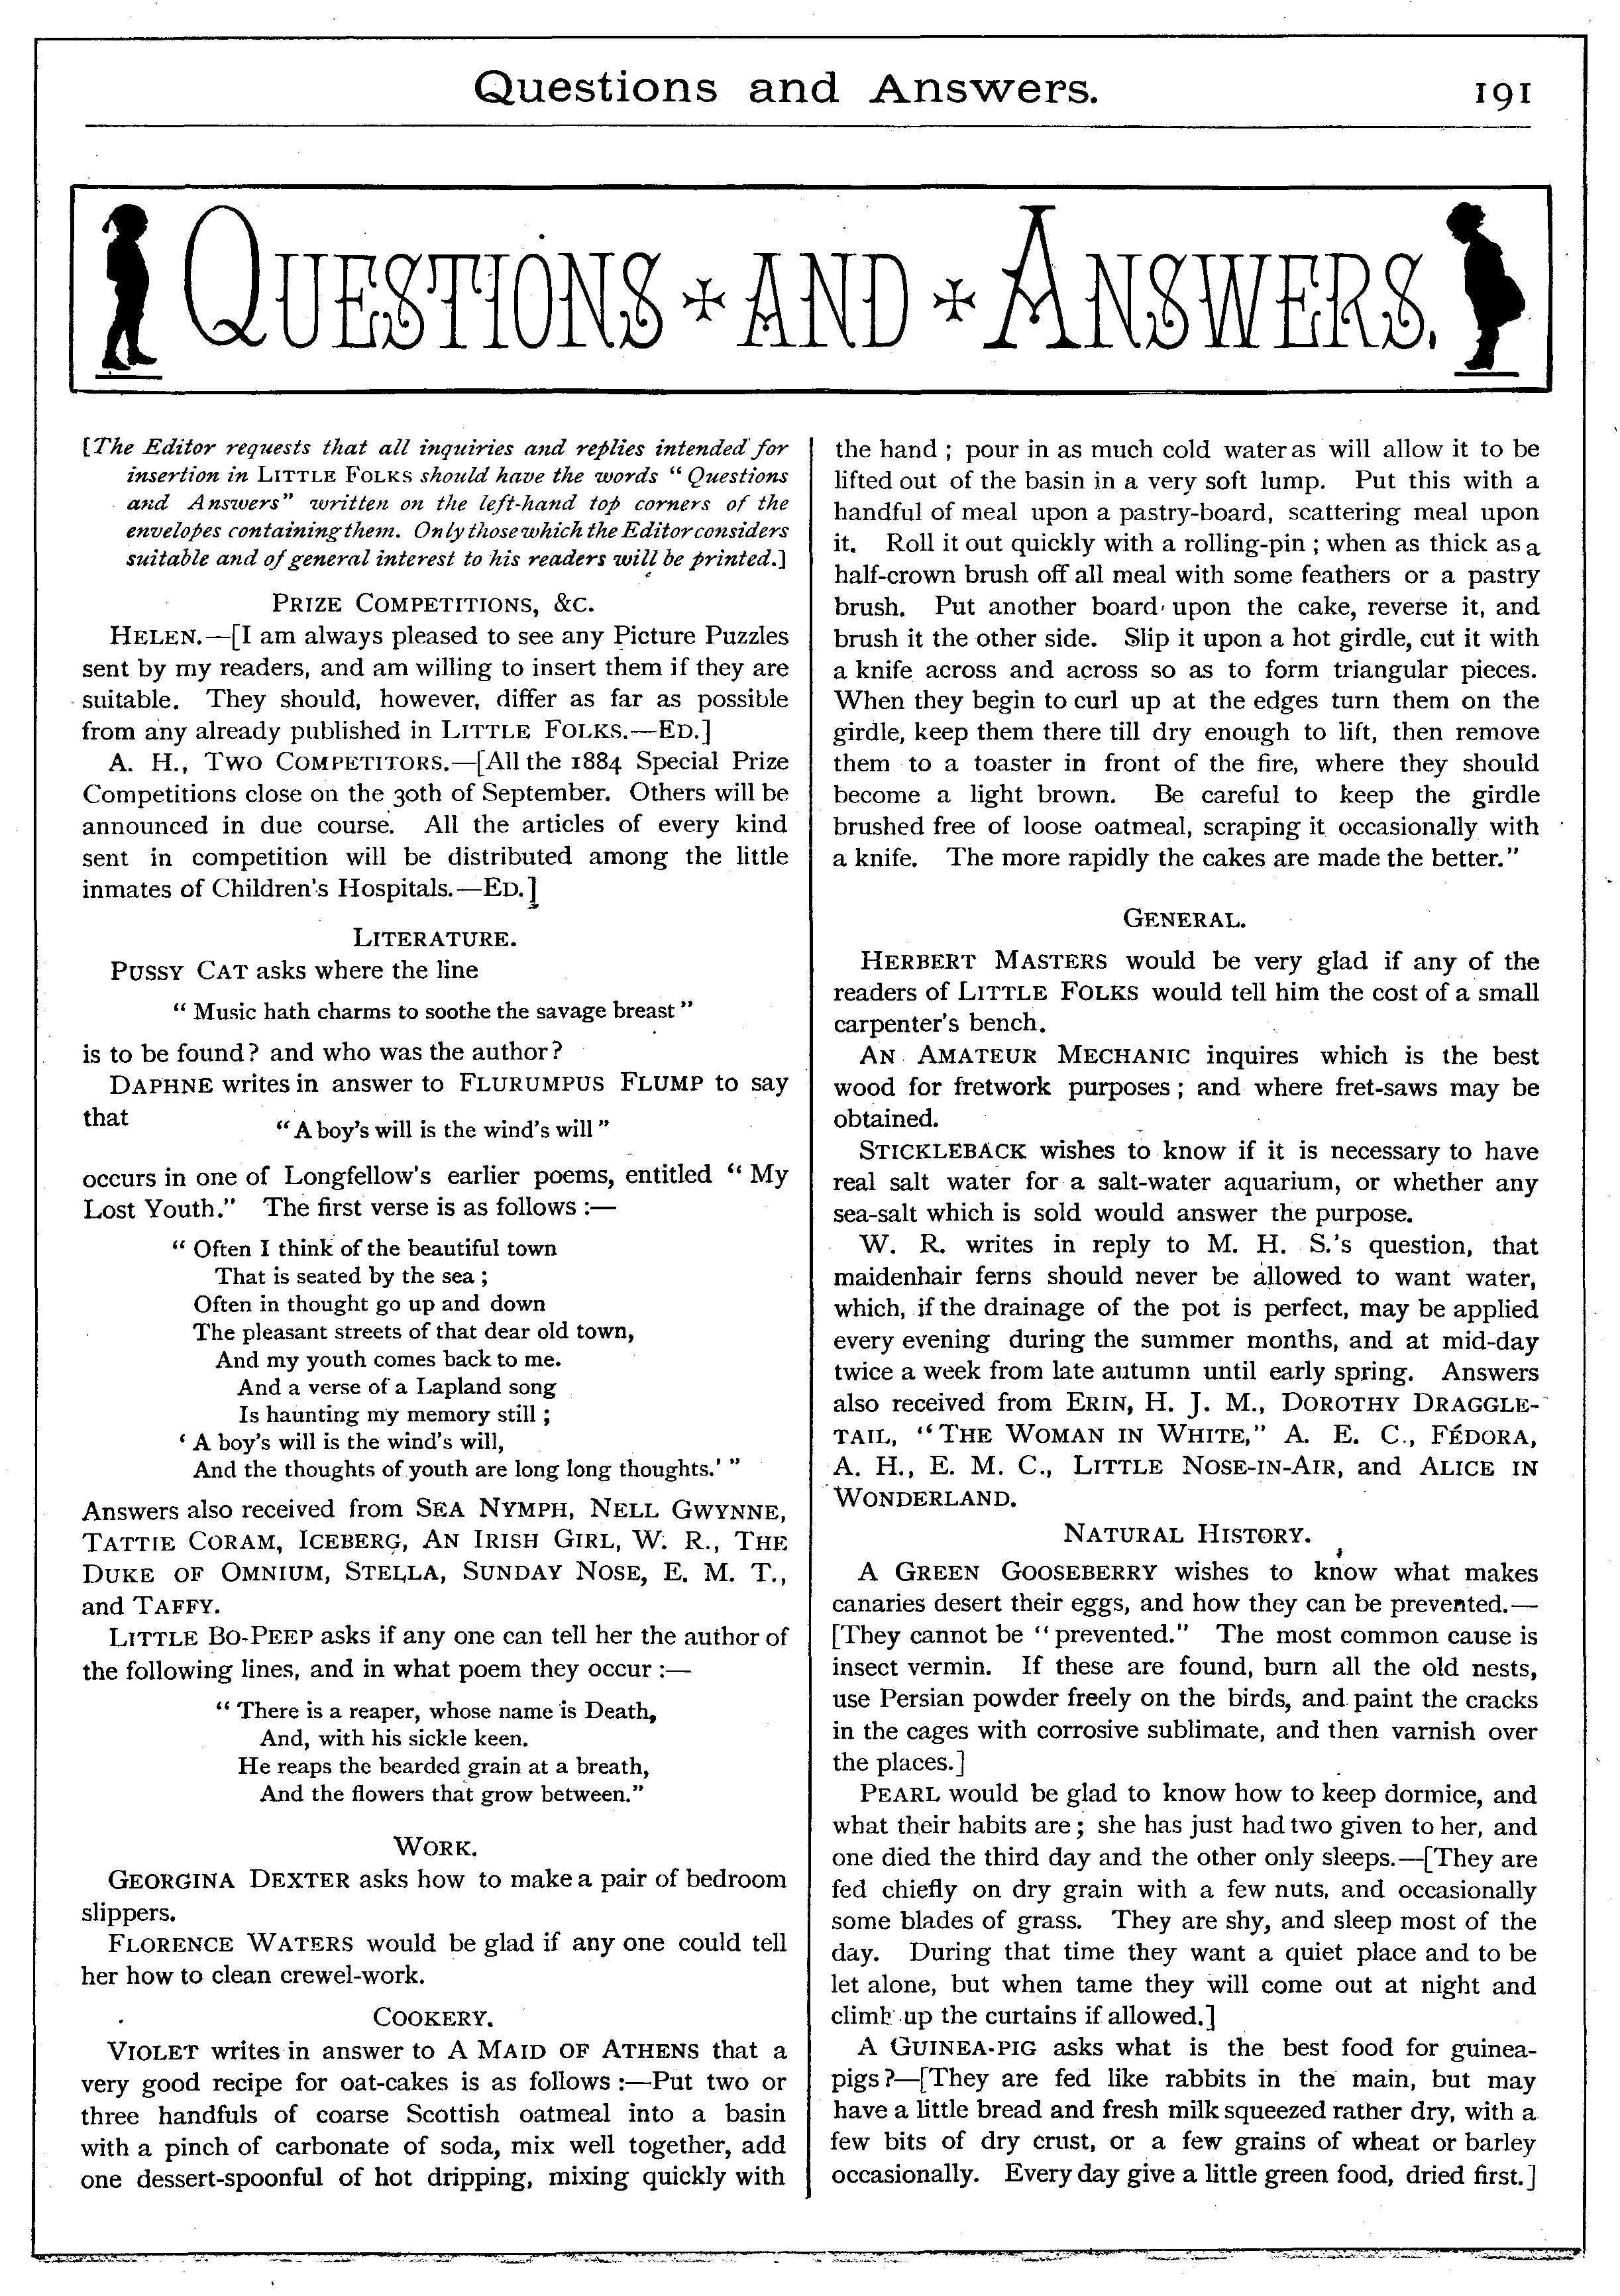 Questions and Answers. 191
QUESTIONS AND ANSWERS.
[The Editor requests that all inquiries and replies intended for
insertion in LITTLE FOLKS should have the words “Questions
and Answers” written on the left-hand top corners of the
envelopes containing them. Only those which the Editor considers
suitable and of general interest to his readers will be printed.]
PRIZE COMPETITIONS, &C.
HELEN.—[I am always pleased to see any Picture Puzzles
sent by my readers, and am willing to insert them if they are
suitable. They should, however, differ as far as possible
from any already published in LITTLE FOLKS.—ED.]
A. H., TWO COMPETITORS.—[All the 1884 Special Prize
Competitions close on the 30th of September. Others will be
announced in due course. All the articles of every kind
sent in competition will be distributed among the little
inmates of Children's Hospitals.—ED.]
LITERATURE.
PUSSY CAT asks where the line
“Music hath charms to soothe the savage breast”
is to be found? and who was the author?
DAPHNE writes in answer to FLURUMPUS FLUMP to say
that
“A boy's will is the wind's will”
occurs in one of Longfellow's earlier poems, entitled “My
Lost Youth.” The first verse is as follows:—
“Often I think of the beautiful town
That is seated by the sea;
Often in thought go up and down
The pleasant streets of that dear old town,
And my youth comes back to me.
And a verse of a Lapland song
Is haunting my memory still;
‘A boy's will is the wind's will,
And the thoughts of youth are long long thoughts.’”
Answers also received from SEA NYMPH, NELL GWYNNE,
TATTIE CORAM, ICEBERG, AN IRISH GIRL, W. R., THE
DUKE OF OMNIUM, STELLA, SUNDAY NOSE, E. M. T.,
and TAFFY.
LITTLE BO-PEEP asks if any one can tell her the author of
the following lines, and in what poem they occur:—
“There is a reaper, whose name is Death,
And, with his sickle keen.
He reaps the bearded grain at a breath,
And the flowers that grow between.”
WORK.
GEORGINA DEXTER asks how to make a pair of bedroom
slippers.
FLORENCE WATERS would be glad if any one could tell
her how to clean crewel-work.
COOKERY.
VIOLET writes in answer to A MAID OF ATHENS that a
very good recipe for oat-cakes is as follows:—Put two or
three handfuls of coarse Scottish oatmeal into a basin
with a pinch of carbonate of soda, mix well together, add
one dessert-spoonful of hot dripping, mixing quickly with
the hand; pour in as much cold water as will allow it to be
lifted out of the basin in a very soft lump. Put this with a
handful of meal upon a pastry-board, scattering meal upon
it. Roll it out quickly with a rolling-pin; when as thick as a
half-crown brush off all meal with some feathers or a pastry
brush. Put another board upon the cake, reverse it, and
brush it the other side. Slip it upon a hot girdle, cut it with
a knife across and across so as to form triangular pieces.
When they begin to curl up at the edges turn them on the
girdle, keep them there till dry enough to lift, then remove
them to a toaster in front of the fire, where they should
become a light brown. Be careful to keep the girdle
brushed free of loose oatmeal, scraping it occasionally with
a knife. The more rapidly the cakes are made the better.”
GENERAL.
HERBERT MASTERS would be very glad if any of the
readers of LITTLE FOLKS would tell him the cost of a small
carpenter's bench.
AN AMATEUR MECHANIC inquires which is the best
wood for fretwork purposes; and where fret-saws may be
obtained.
STICKLEBACK wishes to know if it is necessary to have
real salt water for a salt-water aquarium, or whether any
sea-salt which is sold would answer the purpose.
W. R. writes in reply to M. H. S.'s question, that
maidenhair ferns should never be allowed to want water,
which, if the drainage of the pot is perfect, may be applied
every evening during the summer months, and at mid-day
twice a week from late autumn until early spring. Answers
also received from ERIN, H. J. M., DOROTHY DRAGGLE-
TAIL, “THE WOMAN IN WHITE,” A. E. C., FÉDORA,
A. H., E. M. C., LITTLE NOSE-IN-AIR, and ALICE IN
WONDERLAND.
NATURAL HISTORY.
A GREEN GOOSEBERRY wishes to know what makes
canaries desert their eggs, and how they can be prevented.—
[They cannot be “prevented.” The most common cause is
insect vermin. If these are found, burn all the old nests,
use Persian powder freely on the birds, and paint the cracks
in the cages with corrosive sublimate, and then varnish over
the places.]
PEARL would be glad to know how to keep dormice, and
what their habits are; she has just had two given to her, and
one died the third day and the other only sleeps.—[They are
fed chiefly on dry grain with a few nuts, and occasionally
some blades of grass. They are shy, and sleep most of the
day. During that time they want a quiet place and to be
let alone, but when tame they will come out at night and
climb up the curtains if allowed.]
A GUINEA-PIG asks what is the best food for guinea-
pigs?—[They are fed like rabbits in the main, but may
have a little bread and fresh milk squeezed rather dry, with a
few bits of dry crust, or a few grains of wheat or barley
occasionally. Every day give a little green food, dried first.]